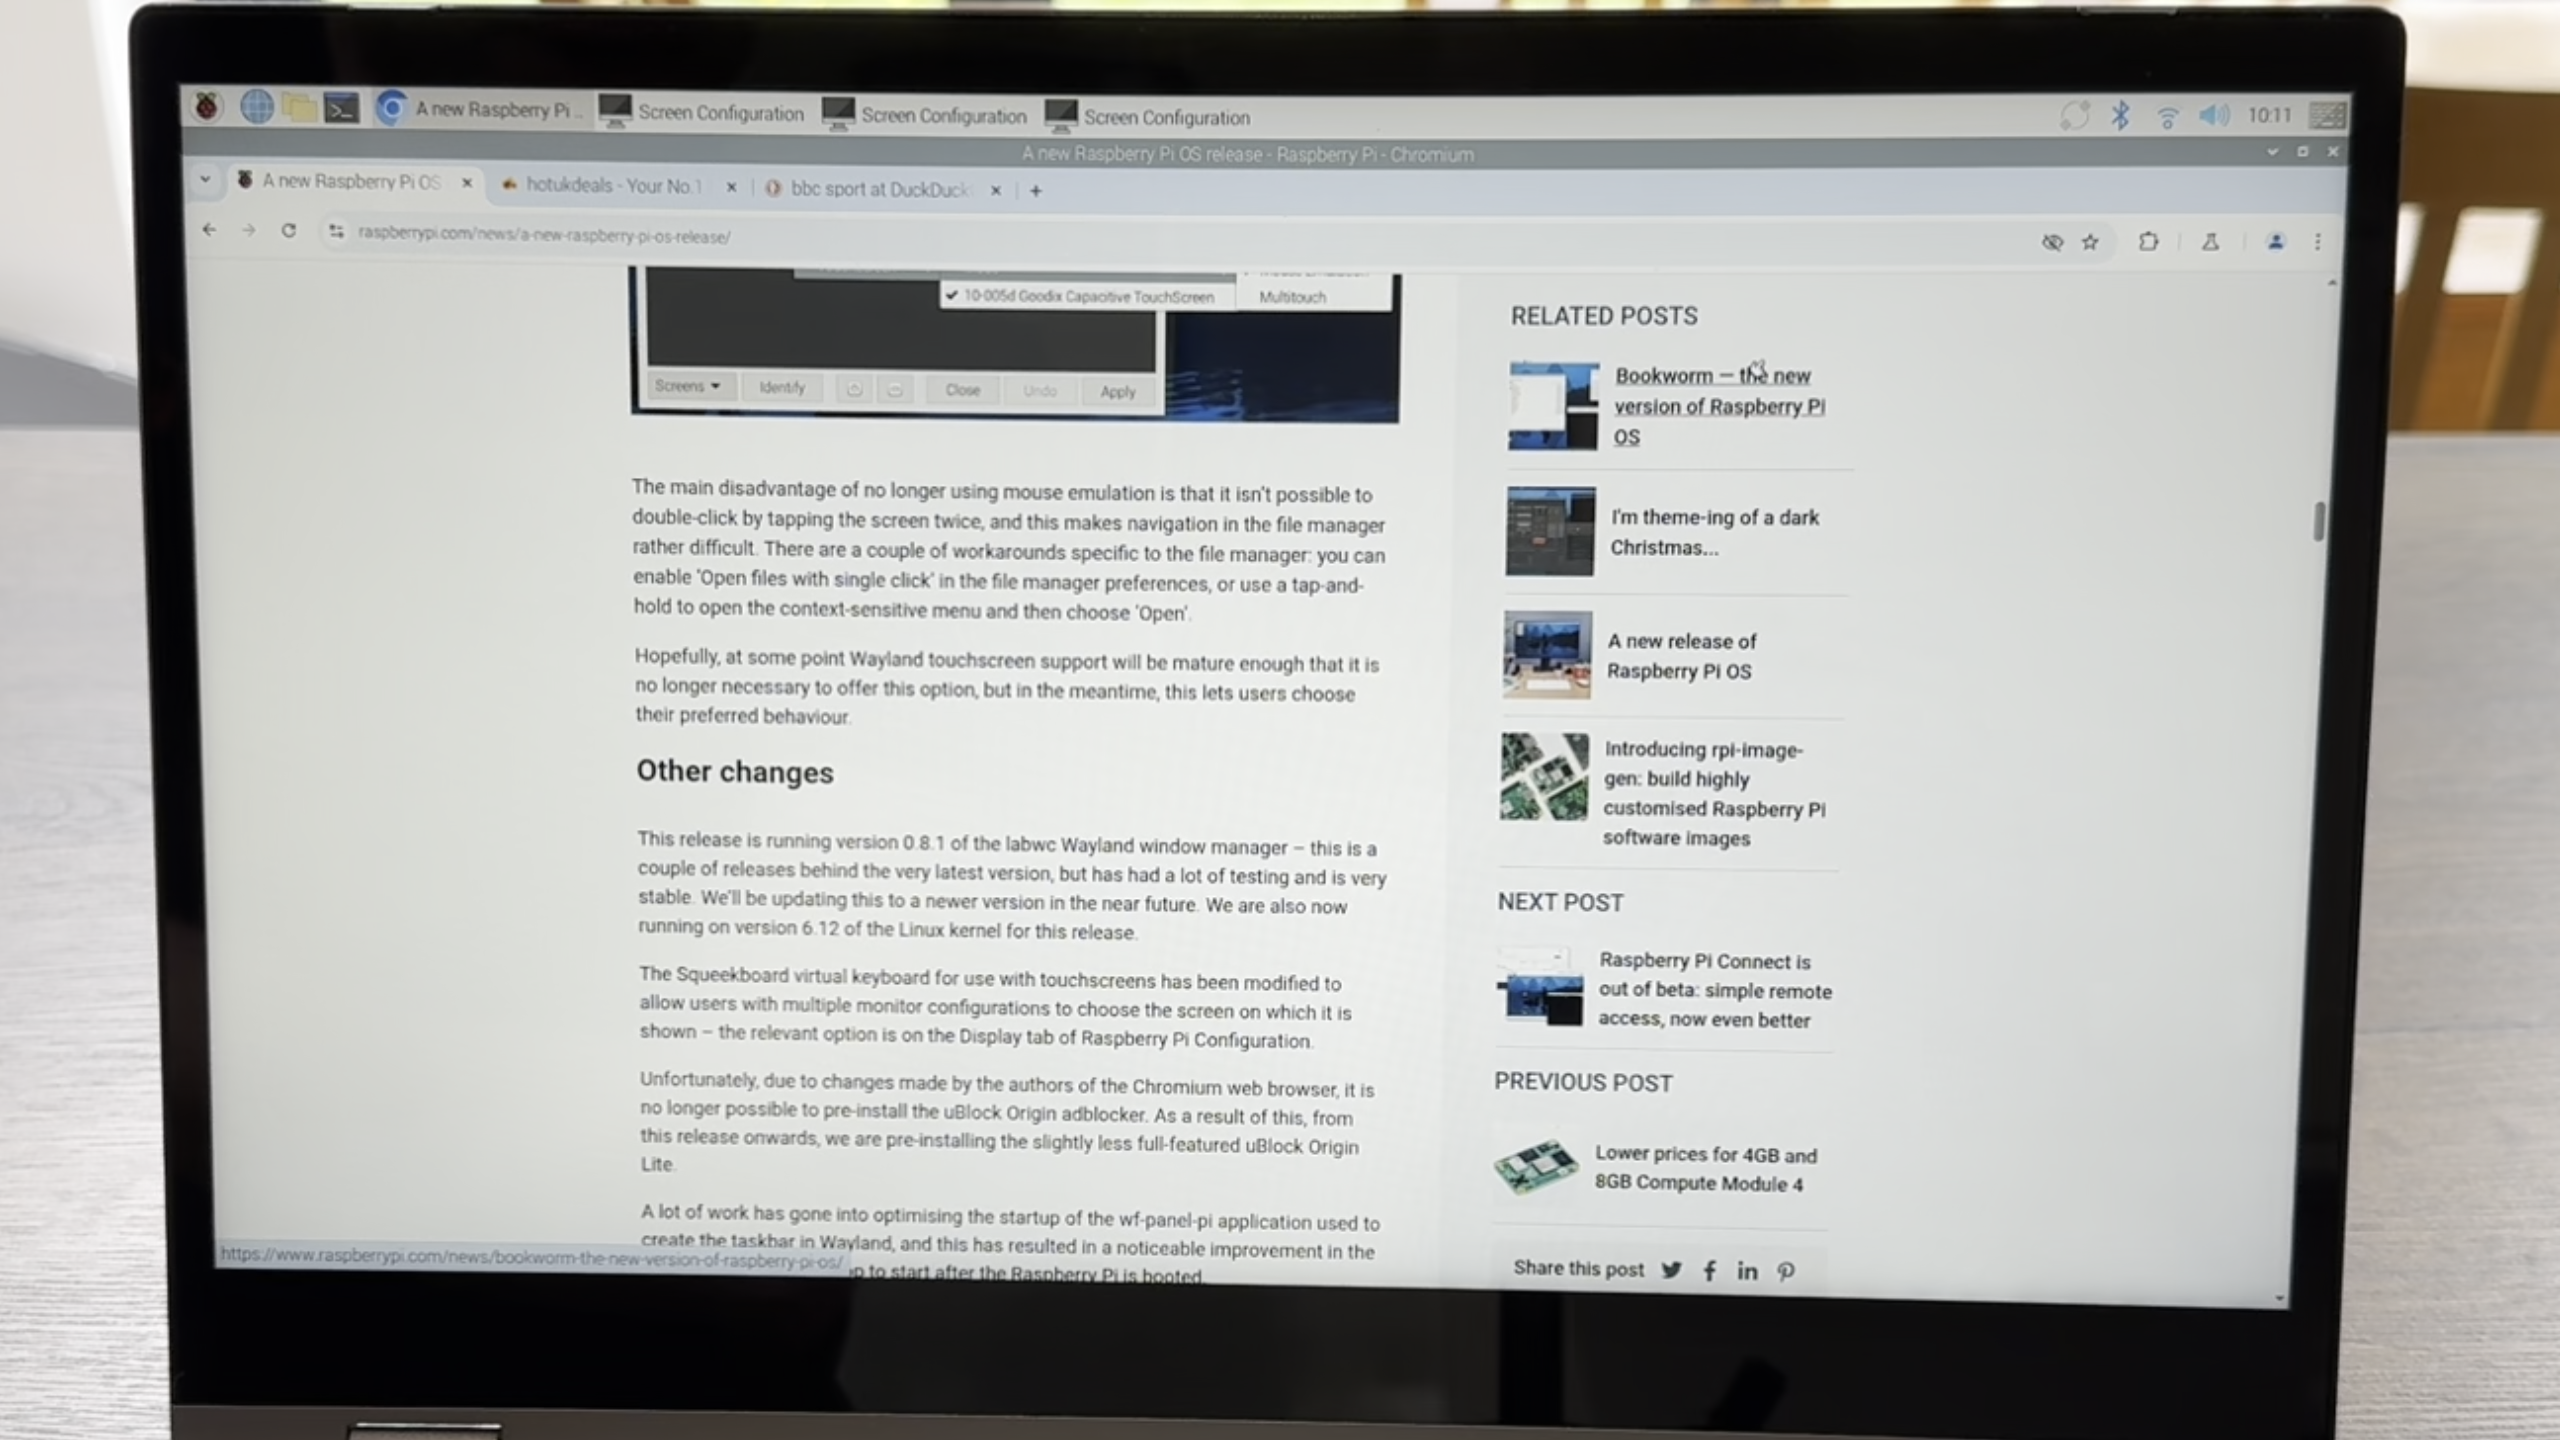 A new Raspberry Pi ...
Screen Configuration
Screen Configuration
Screen Configuration
10:11
A new Raspberry Pi OS release - Raspberry Pi - Chromium
A new Raspberry Pi OS
hotukdeals - Your No.1
bbc sport at DuckDuck
raspberrypi.com/news/a-new-raspberry-pi-os-release/
10-005d Goodix Capacitive TouchScreen
Multitouch
Screens
Identify
Close
Undo
Apply
The main disadvantage of no longer using mouse emulation is that it isn't possible to
double-click by tapping the screen twice, and this makes navigation in the file manager
rather difficult. There are a couple of workarounds specific to the file manager: you can
enable 'Open files with single click' in the file manager preferences, or use a tap-and-
hold to open the context-sensitive menu and then choose 'Open'.
Hopefully, at some point Wayland touchscreen support will be mature enough that it is
no longer necessary to offer this option, but in the meantime, this lets users choose
their preferred behaviour.
Other changes
This release is running version 0.8.1 of the labwc Wayland window manager – this is a
couple of releases behind the very latest version, but has had a lot of testing and is very
stable. We'll be updating this to a newer version in the near future. We are also now
running on version 6.12 of the Linux kernel for this release.
The Squeekboard virtual keyboard for use with touchscreens has been modified to
allow users with multiple monitor configurations to choose the screen on which it is
shown – the relevant option is on the Display tab of Raspberry Pi Configuration.
Unfortunately, due to changes made by the authors of the Chromium web browser, it is
no longer possible to pre-install the uBlock Origin adblocker. As a result of this, from
this release onwards, we are pre-installing the slightly less full-featured uBlock Origin
Lite.
A lot of work has gone into optimising the startup of the wf-panel-pi application used to
create the taskbar in Wayland, and this has resulted in a noticeable improvement in the
to start after the Raspberry Pi is booted.
https://www.raspberrypi.com/news/bookworm-the-new-version-of-raspberry-pi-os/
RELATED POSTS
Bookworm – the new
version of Raspberry Pi
OS
I'm theme-ing of a dark
Christmas...
A new release of
Raspberry Pi OS
Introducing rpi-image-
gen: build highly
customised Raspberry Pi
software images
NEXT POST
Raspberry Pi Connect is
out of beta: simple remote
access, now even better
PREVIOUS POST
Lower prices for 4GB and
8GB Compute Module 4
Share this post